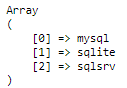 Array
(
    [0] => mysql
    [1] => sqlite
    [2] => sqlsrv
)